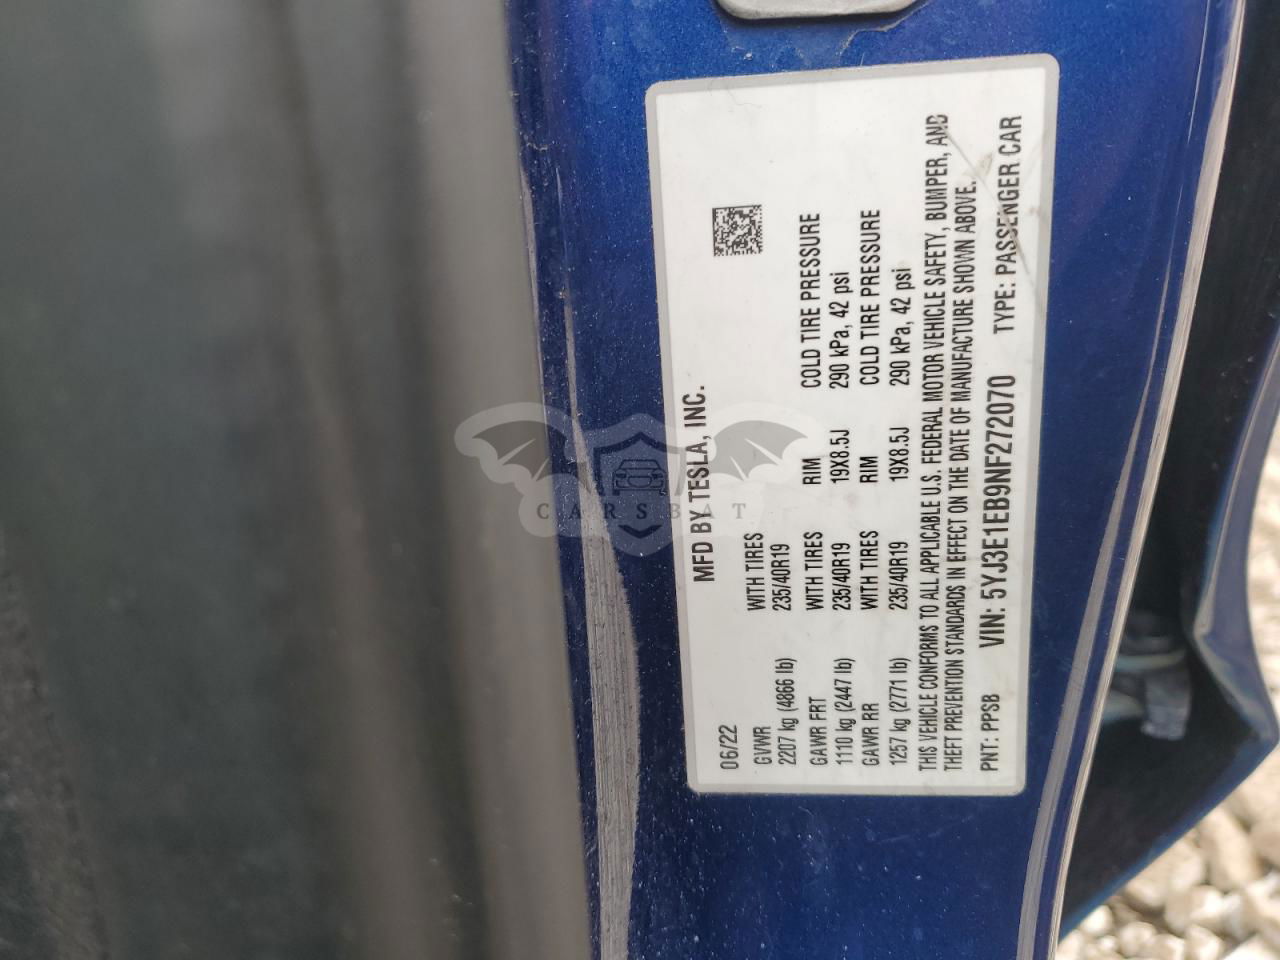 MFD BY TESLA, INC.
06/22
GVWR WITH TIRES
2207 kg (4866 lb) 235/40R19
GAWR FRT WITH TIRES RIM COLD TIRE PRESSURE
1110 kg (2447 lb) 235/40R19 19X8.5J 290 kPa, 42 psi
GAWR RR WITH TIRES RIM COLD TIRE PRESSURE
1257 kg (2771 lb) 235/40R19 19X8.5J 290 kPa, 42 psi
THIS VEHICLE CONFORMS TO ALL APPLICABLE U.S. FEDERAL MOTOR VEHICLE SAFETY, BUMPER, AND
THEFT PREVENTION STANDARDS IN EFFECT ON THE DATE OF MANUFACTURE SHOWN ABOVE.
PNT: PPSB VIN: 5YJ3E1EB9NF272070 TYPE: PASSENGER CAR
CARSBAT